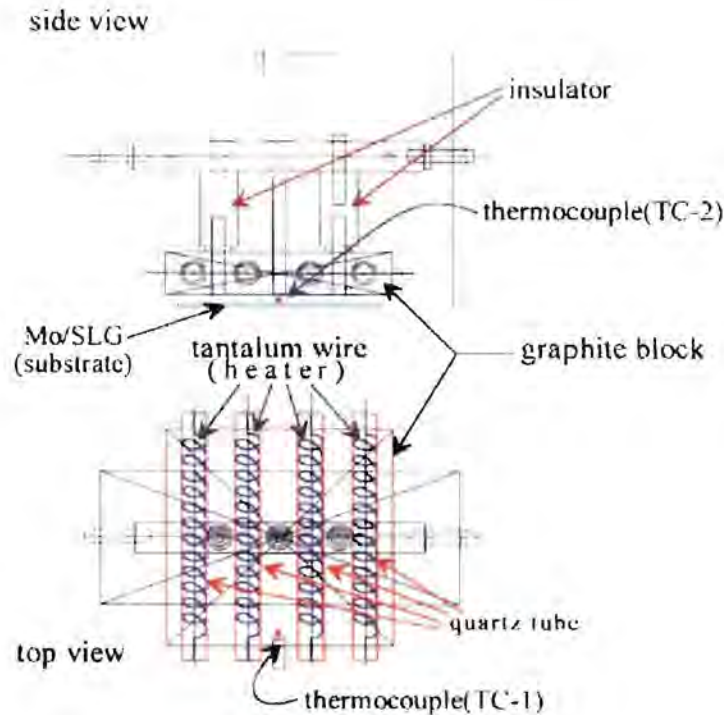 side view
insulator
thermocouple(TC-2)
Mo/SLG
(substrate)
tantalum wire
(heater)
graphite block
quartz tube
top view
thermocouple(TC-1)